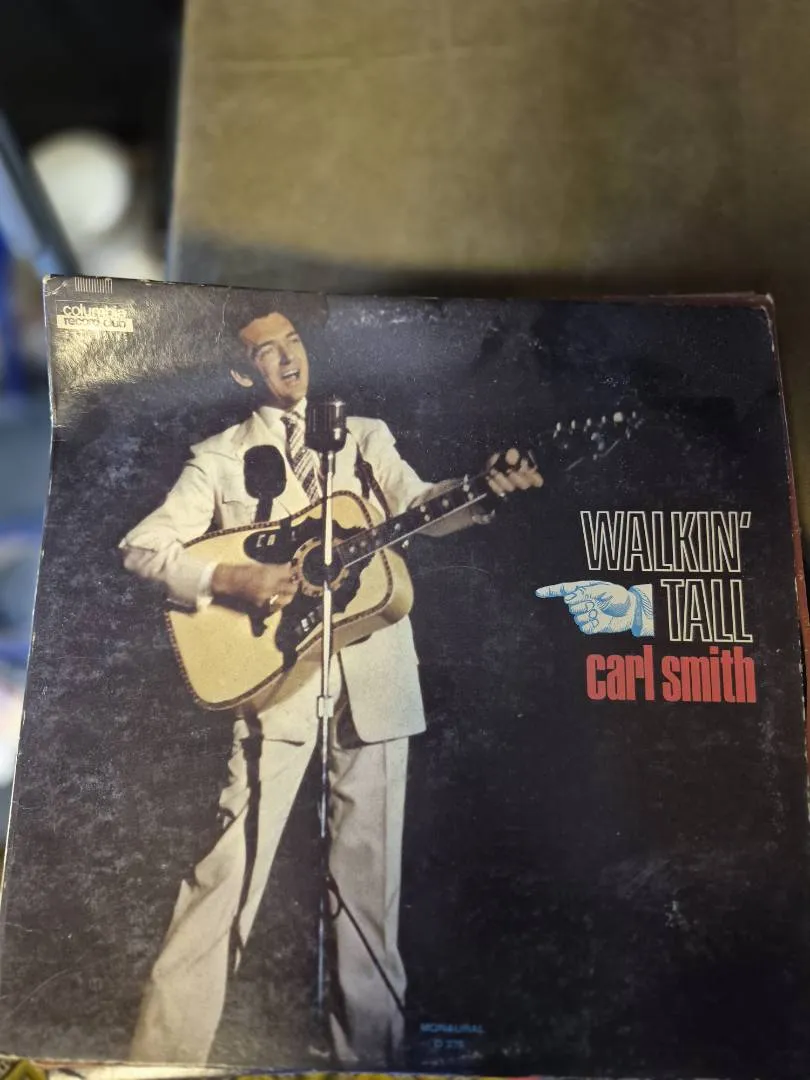 columbia
record club
WALKIN'
TALL
carl smith
MONAURAL